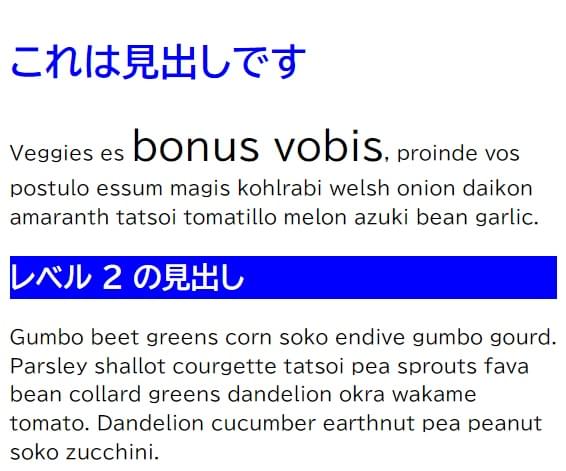 これは見出しです
Veggies es bonus vobis, proinde vos
postulo essum magis kohlrabi welsh onion daikon
amaranth tatsoi tomatillo melon azuki bean garlic.
レベル 2 の見出し
Gumbo beet greens corn soko endive gumbo gourd.
Parsley shallot courgette tatsoi pea sprouts fava
bean collard greens dandelion okra wakame
tomato. Dandelion cucumber earthnut pea peanut
soko zucchini.